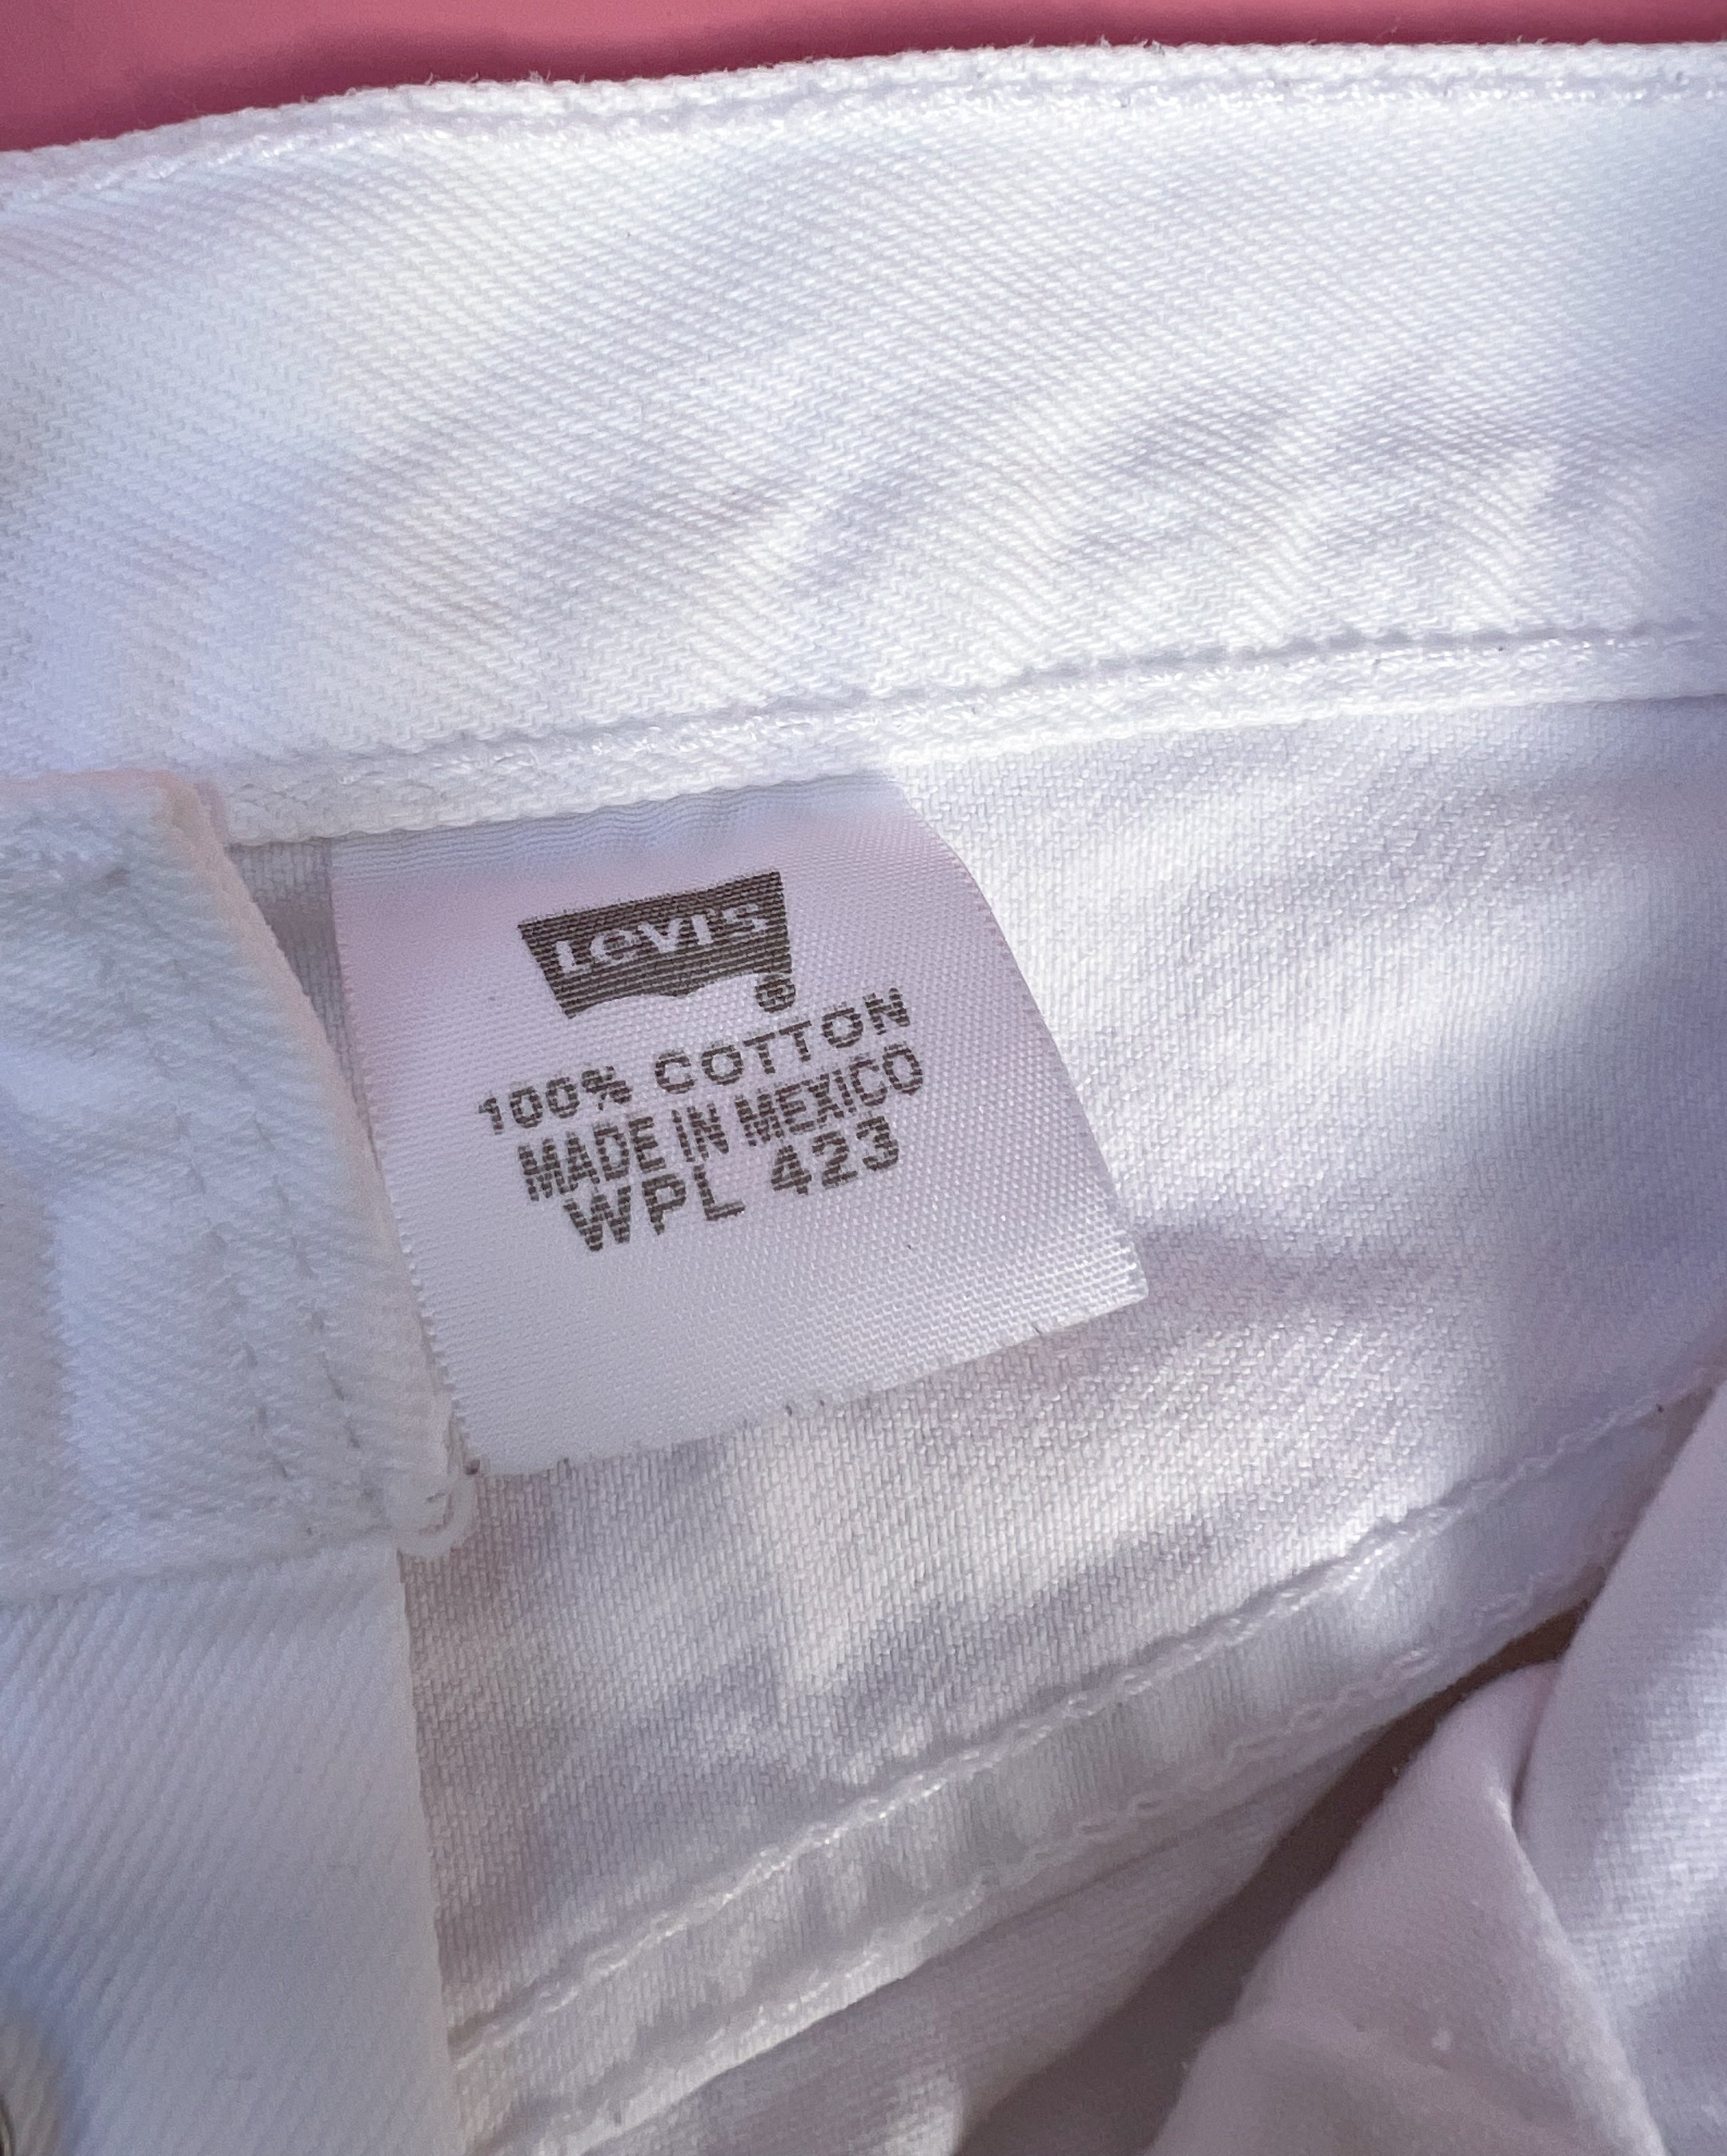 LEVI'S ®
100% COTTON
MADE IN MEXICO
WPL 423